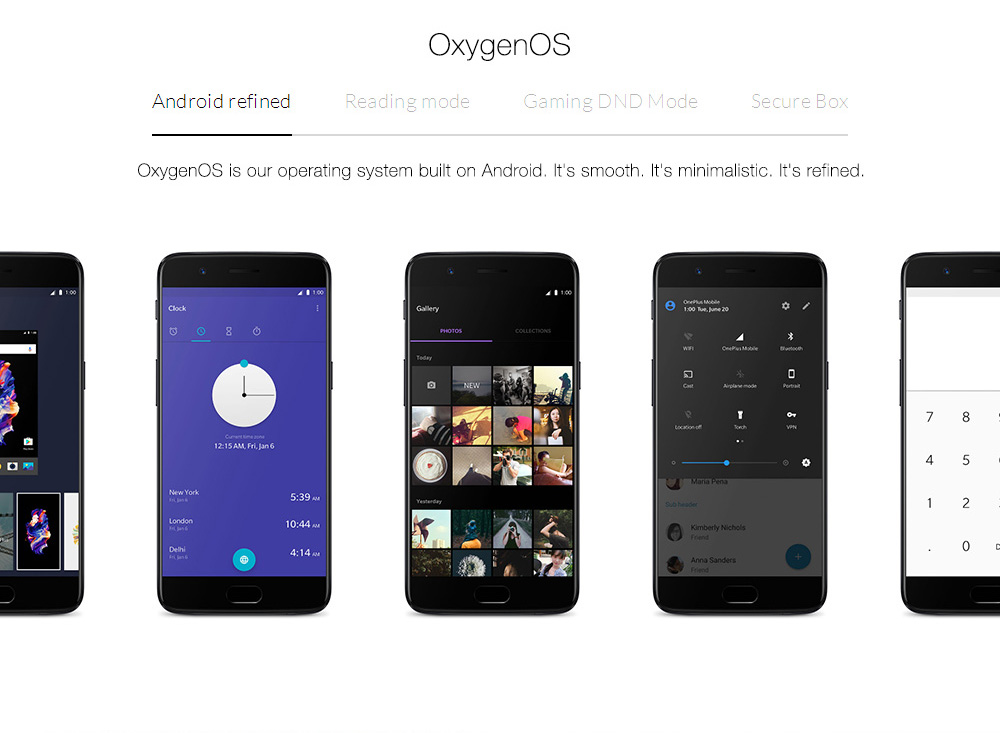 OxygenOS
Android refined
Reading mode
Gaming DND Mode
Secure Box
OxygenOS is our operating system built on Android. It's smooth. It's minimalistic. It's refined.
1:00
1:00
Clock
Current time zone
12:15 AM, Fri, Jan 6
New York
Fri, Jan 6
5:39 AM
London
Fri, Jan 6
10:44 AM
Delhi
Fri, Jan 6
4:14 AM
1:00
Gallery
PHOTOS
COLLECTIONS
Today
NEW
Yesterday
OnePlus Mobile
1:00 Tue, June 20
WiFi
OnePlus Mobile
Bluetooth
Cast
Airplane mode
Portrait
Location off
Torch
VPN
Maria Pena
Subheader
Kimberly Nichols
Friend
Anna Sanders
Friend
7 8 9
4 5
1 2
. 0